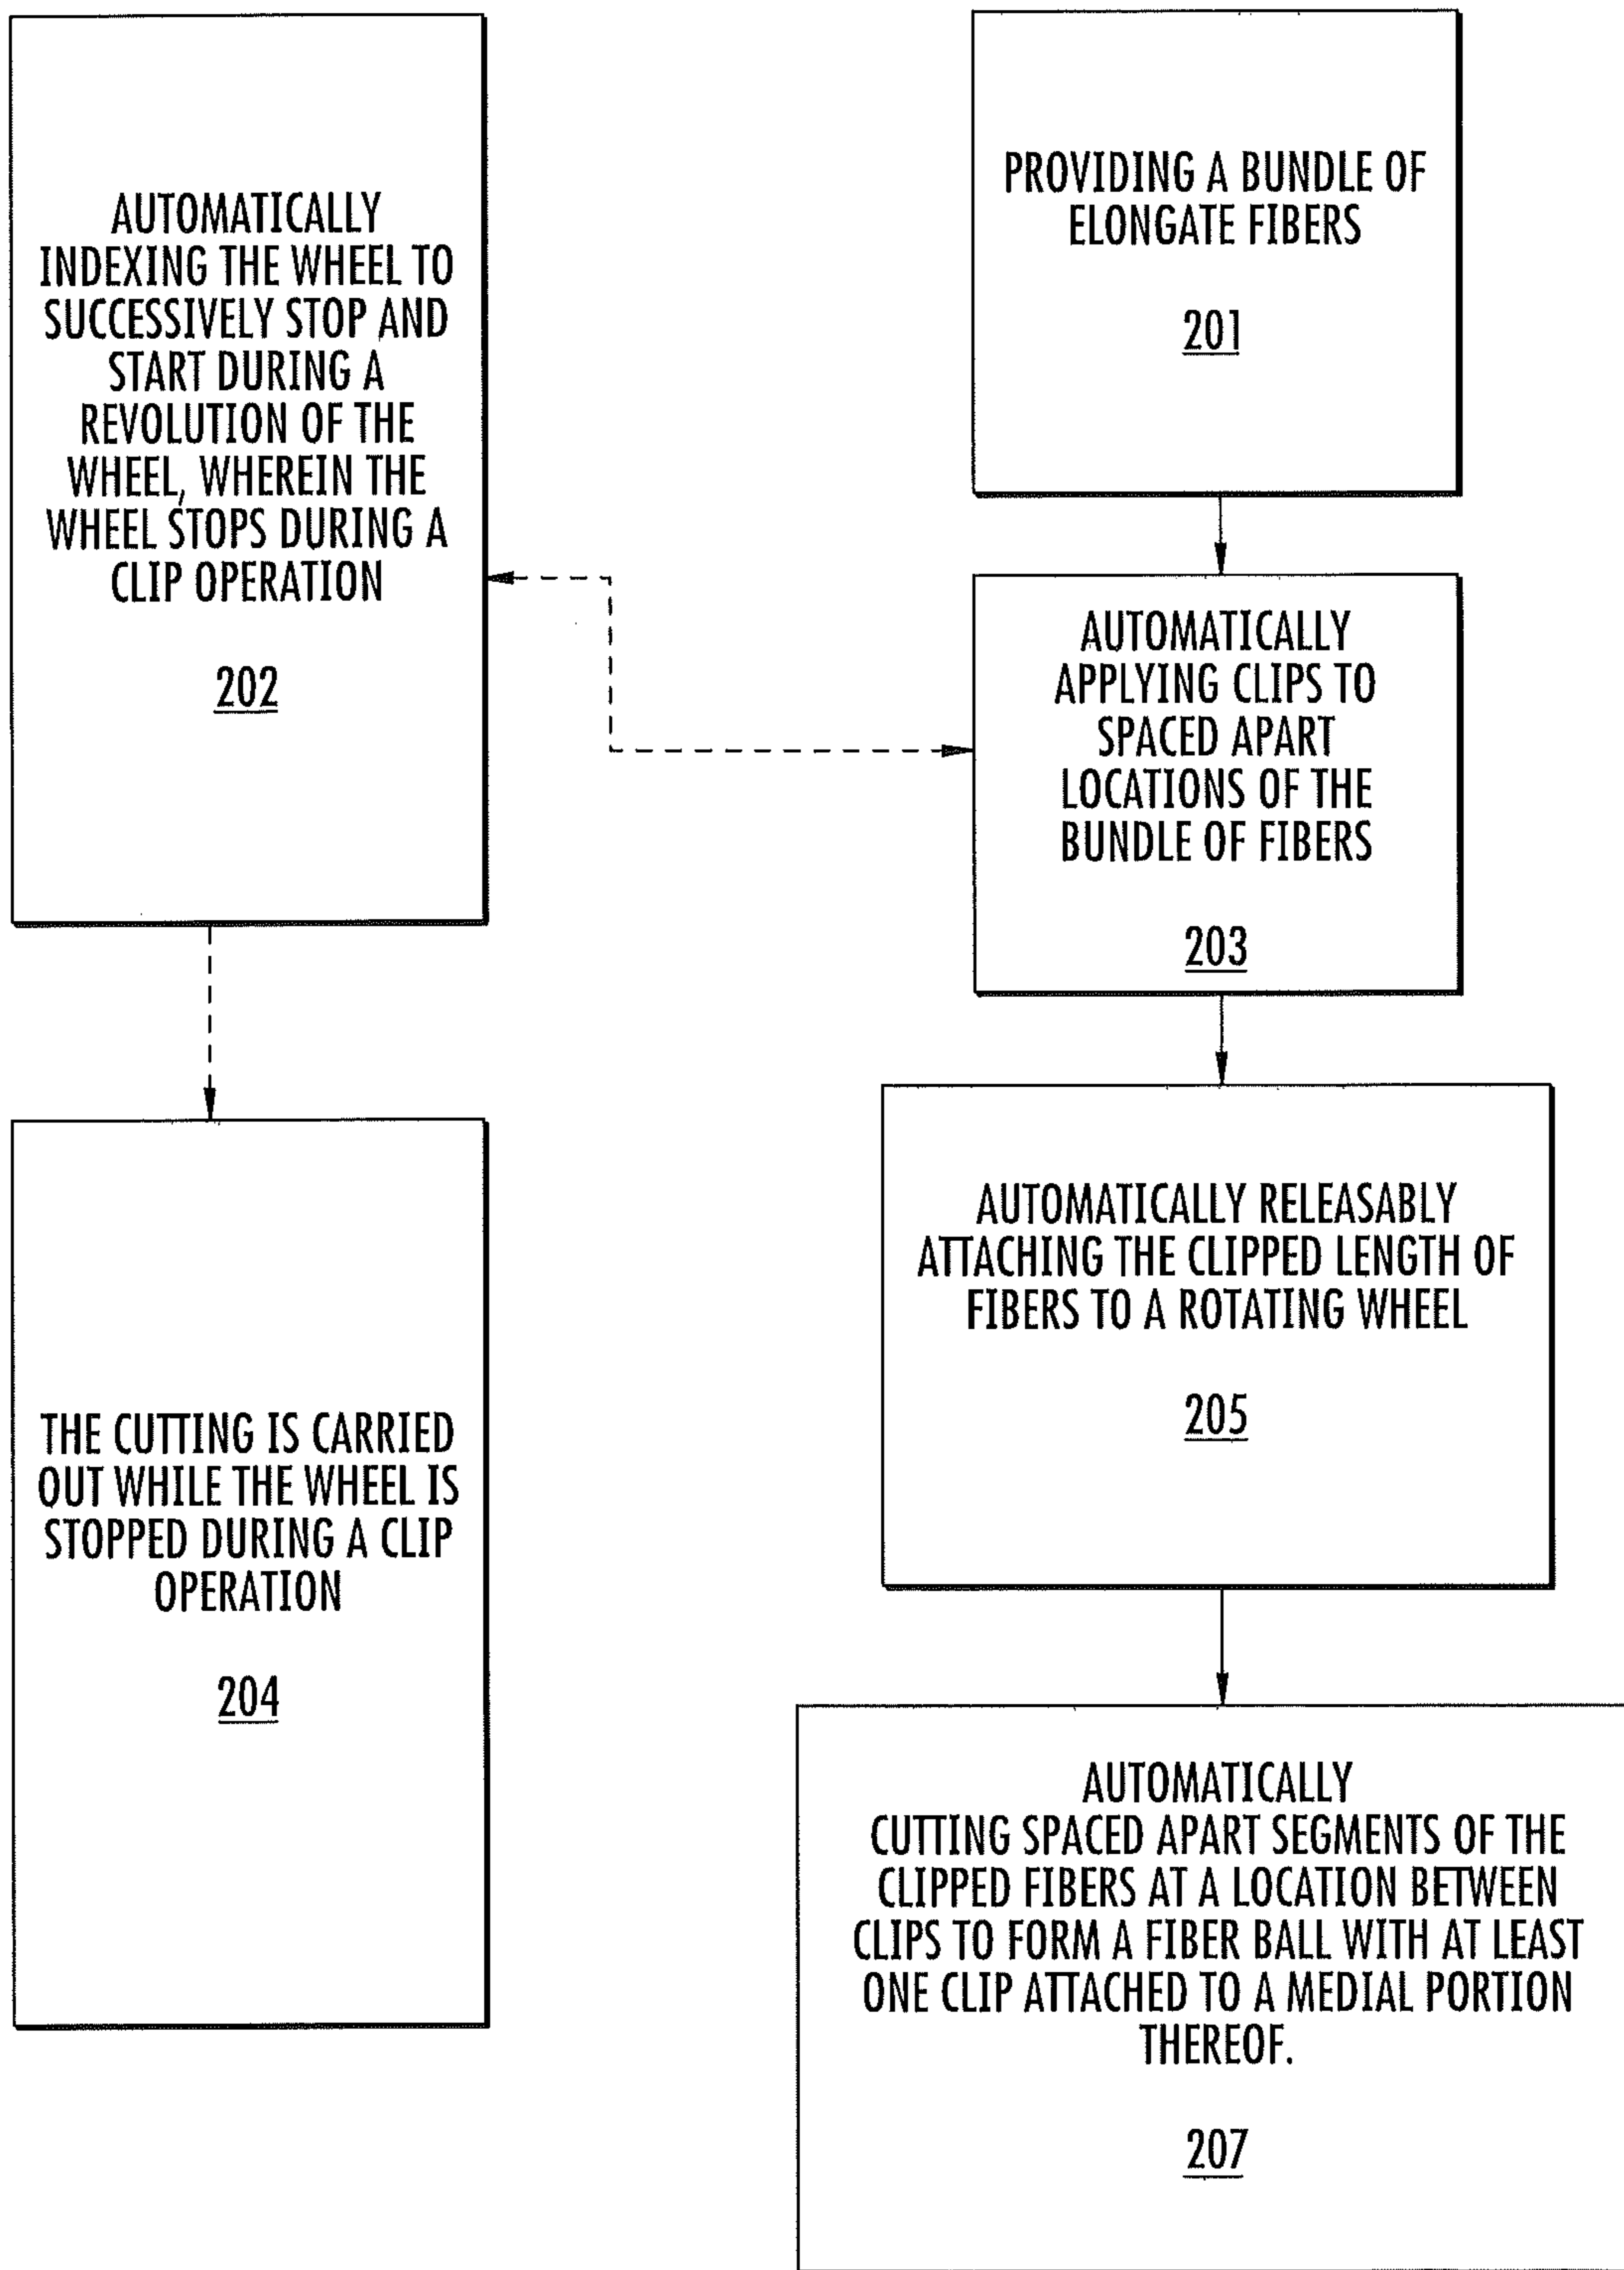 AUTOMATICALLY
INDEXING THE WHEEL TO
SUCCESSIVELY STOP AND
START DURING A
REVOLUTION OF THE
WHEEL, WHEREIN THE
WHEEL STOPS DURING A
CLIP OPERATION
202
THE CUTTING IS CARRIED
OUT WHILE THE WHEEL IS
STOPPED DURING A CLIP
OPERATION
204
PROVIDING A BUNDLE OF
ELONGATE FIBERS
201
AUTOMATICALLY
APPLYING CLIPS TO
SPACED APART
LOCATIONS OF THE
BUNDLE OF FIBERS
203
AUTOMATICALLY RELEASABLY
ATTACHING THE CLIPPED LENGTH OF
FIBERS TO A ROTATING WHEEL
205
AUTOMATICALLY
CUTTING SPACED APART SEGMENTS OF THE
CLIPPED FIBERS AT A LOCATION BETWEEN
CLIPS TO FORM A FIBER BALL WITH AT LEAST
ONE CLIP ATTACHED TO A MEDIAL PORTION
THEREOF.
207